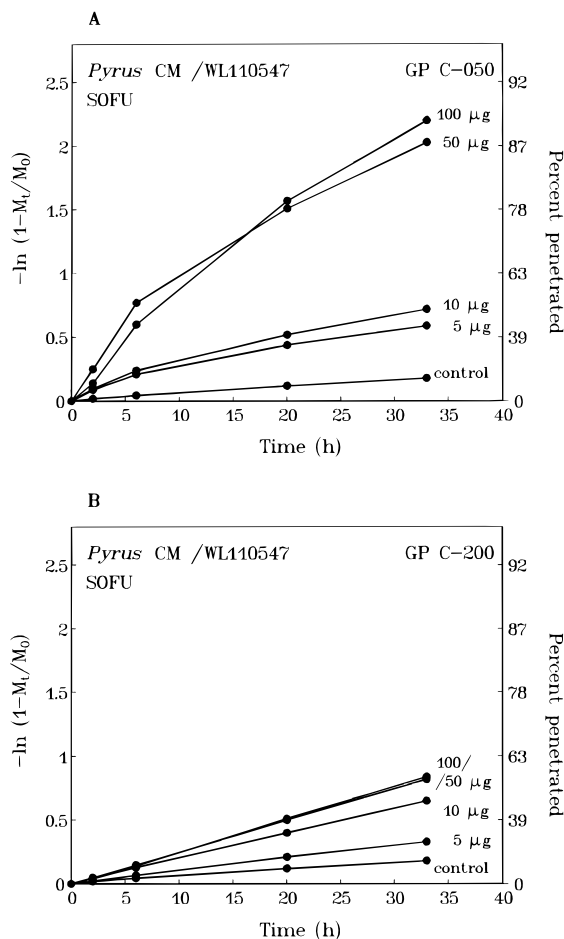 A
Pyrus CM /WL110547 GP C-050
SOFU
100 µg
50 µg
10 µg
5 µg
control
2.5
2
1.5
1
0.5
0
92
87
78
63
39
0
0 5 10 15 20 25 30 35 40
−ln (1−Mt/M0)
Percent penetrated
Time (h)
B
Pyrus CM /WL110547 GP C-200
SOFU
100/
/50 µg
10 µg
5 µg
control
2.5
2
1.5
1
0.5
0
92
87
78
63
39
0
0 5 10 15 20 25 30 35 40
−ln (1−Mt/M0)
Percent penetrated
Time (h)